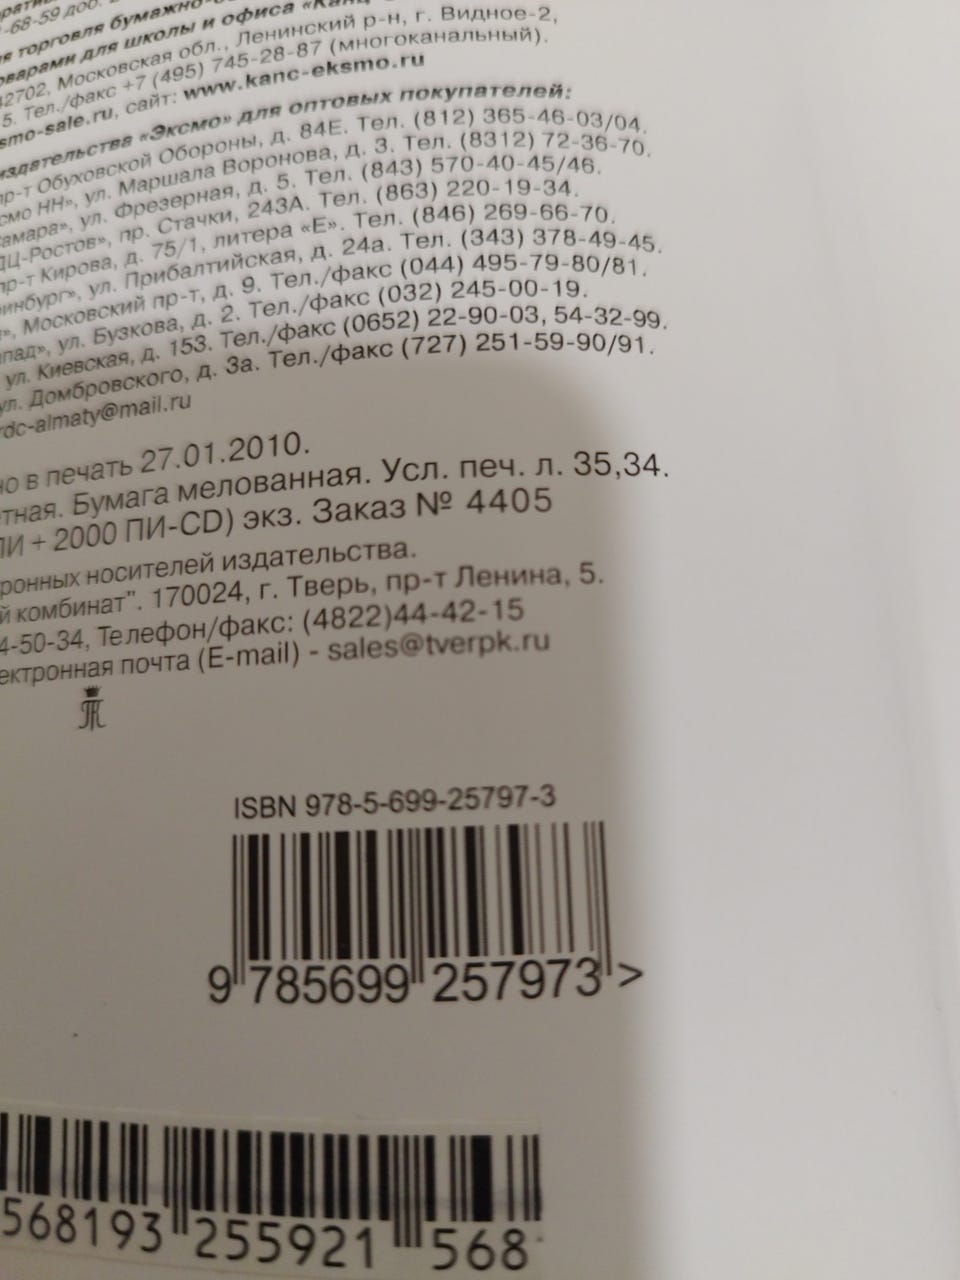 -68-59 доб.
торговля бумажно-
товарами для школы и офиса «Канц
42702, Московская обл., Ленинский р-н, г. Видное-2,
5. Тел./факс +7 (495) 745-28-87 (многоканальный).
smo-sale.ru, сайт: www.kanc-eksmo.ru
издательства «Эксмо» для оптовых покупателей:
пр-т Обуховской Обороны, д. 84Е. Тел. (812) 365-46-03/04.
смо НН», ул. Маршала Воронова, д. 3. Тел. (8312) 72-36-70.
ул. Фрезерная, д. 5. Тел. (843) 570-40-45/46.
ДЦ-Ростов», пр. Стачки, 243А. Тел. (863) 220-19-34.
пр-т Кирова, д. 75/1, литера «Е». Тел. (846) 269-66-70.
ринбург», ул. Прибалтийская, д. 24а. Тел. (343) 378-49-45.
Московский пр-т, д. 9. Тел./факс (044) 495-79-80/81.
пад», ул. Бузкова, д. 2. Тел./факс (032) 245-00-19.
ул. Киевская, д. 153. Тел./факс (0652) 22-90-03, 54-32-99.
ул. Домбровского, д. 3а. Тел./факс (727) 251-59-90/91.
rdc-almaty@mail.ru
но в печать 27.01.2010.
тная. Бумага мелованная. Усл. печ. л. 35,34.
ПИ + 2000 ПИ-CD) экз. Заказ № 4405
ронных носителей издательства.
й комбинат". 170024, г. Тверь, пр-т Ленина, 5.
4-50-34, Телефон/факс: (4822)44-42-15
ектронная почта (E-mail) - sales@tverpk.ru
ISBN 978-5-699-25797-3
9 785699 257973 >
568193 255921 568